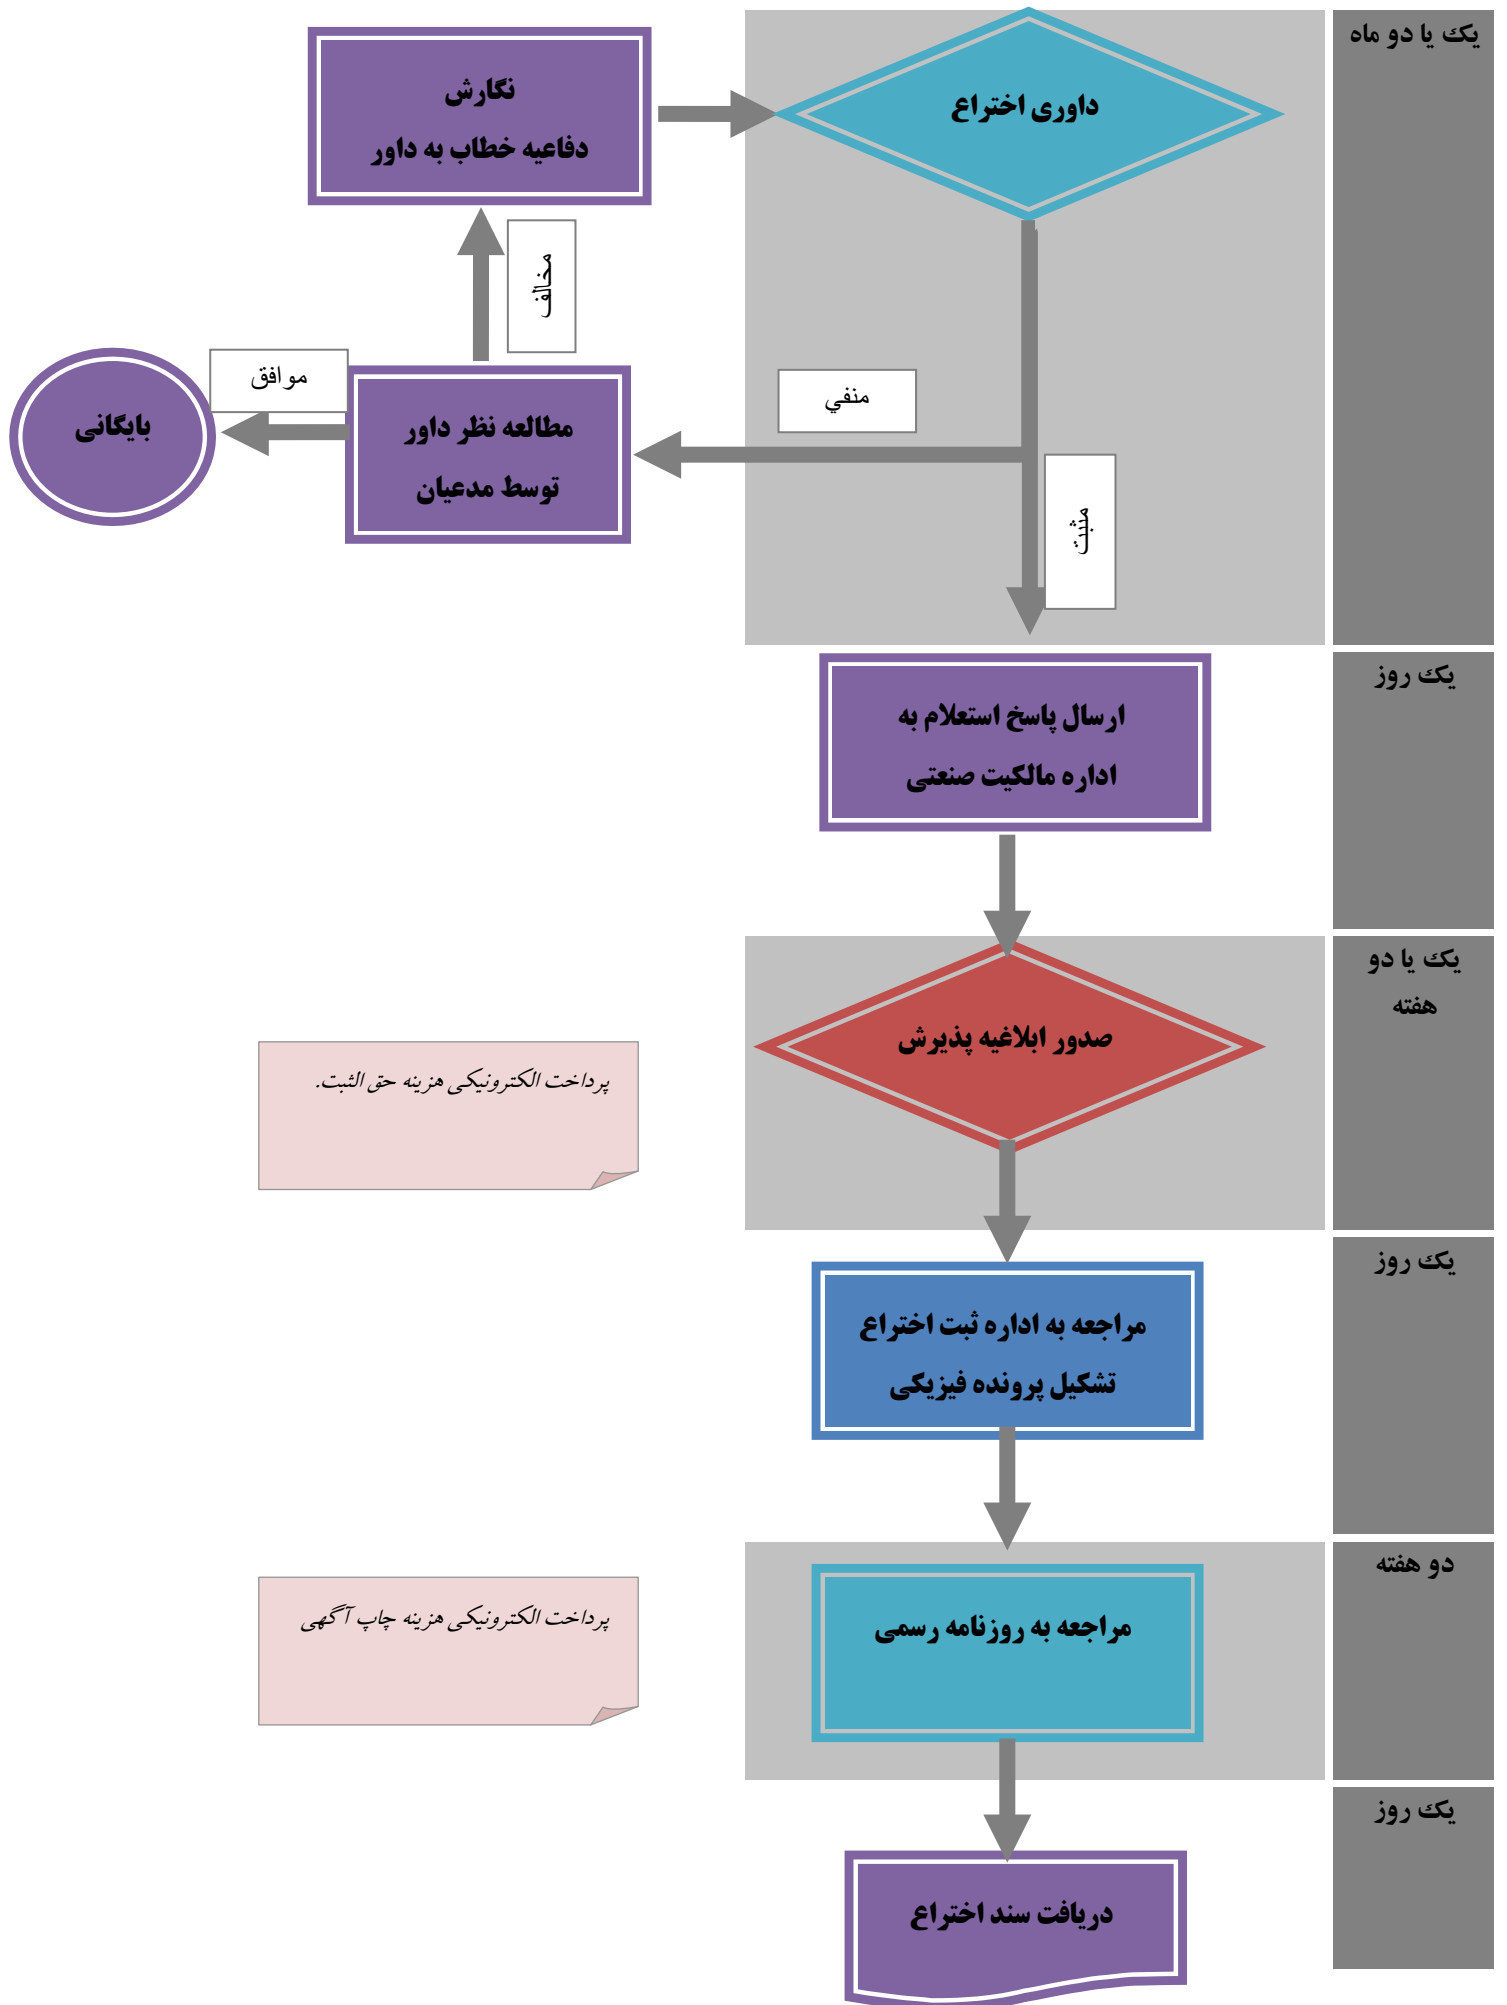 یک یا دو ماه
داوری اختراع
نگارش
دفاعیه خطاب به داور
مخالف
موافق
بایگانی
مطالعه نظر داور
توسط مدعیان
منفي
مثبت
یک روز
ارسال پاسخ استعلام به
اداره مالکیت صنعتی
یک یا دو
هفته
صدور ابلاغیه پذیرش
پرداخت الکترونیکی هزینه حق الثبت.
یک روز
مراجعه به اداره ثبت اختراع
تشکیل پرونده فیزیکی
دو هفته
مراجعه به روزنامه رسمی
پرداخت الکترونیکی هزینه چاپ آگهی
یک روز
دریافت سند اختراع